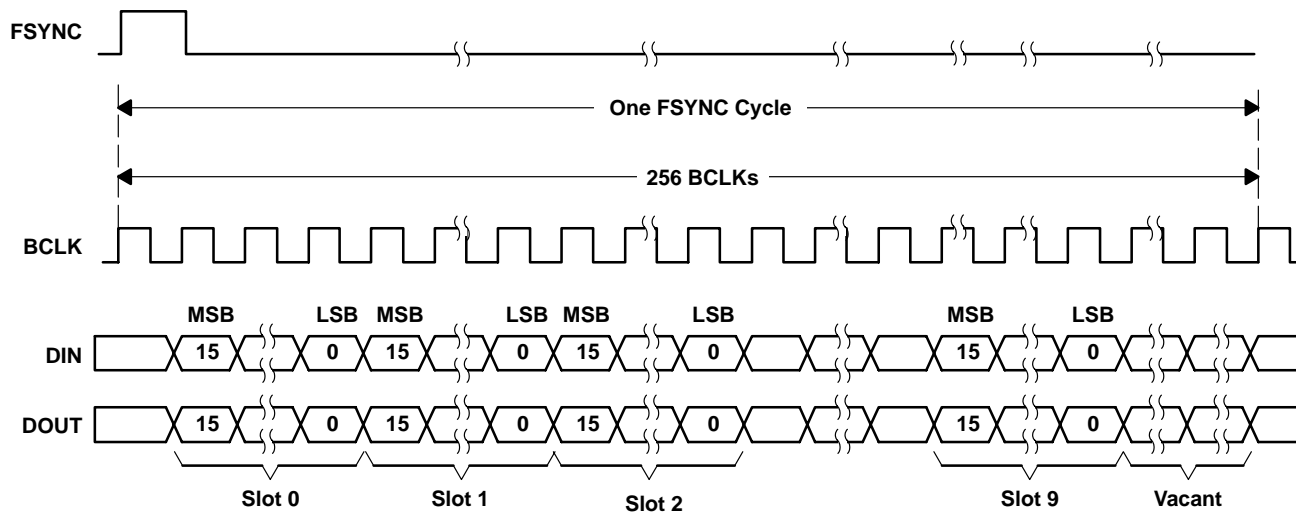 FSYNC
One FSYNC Cycle
256 BCLKs
BCLK
MSB LSB MSB LSB MSB LSB MSB LSB
DIN 15 0 15 0 15 0 15 0
DOUT 15 0 15 0 15 0 15 0
Slot 0 Slot 1 Slot 2 Slot 9 Vacant